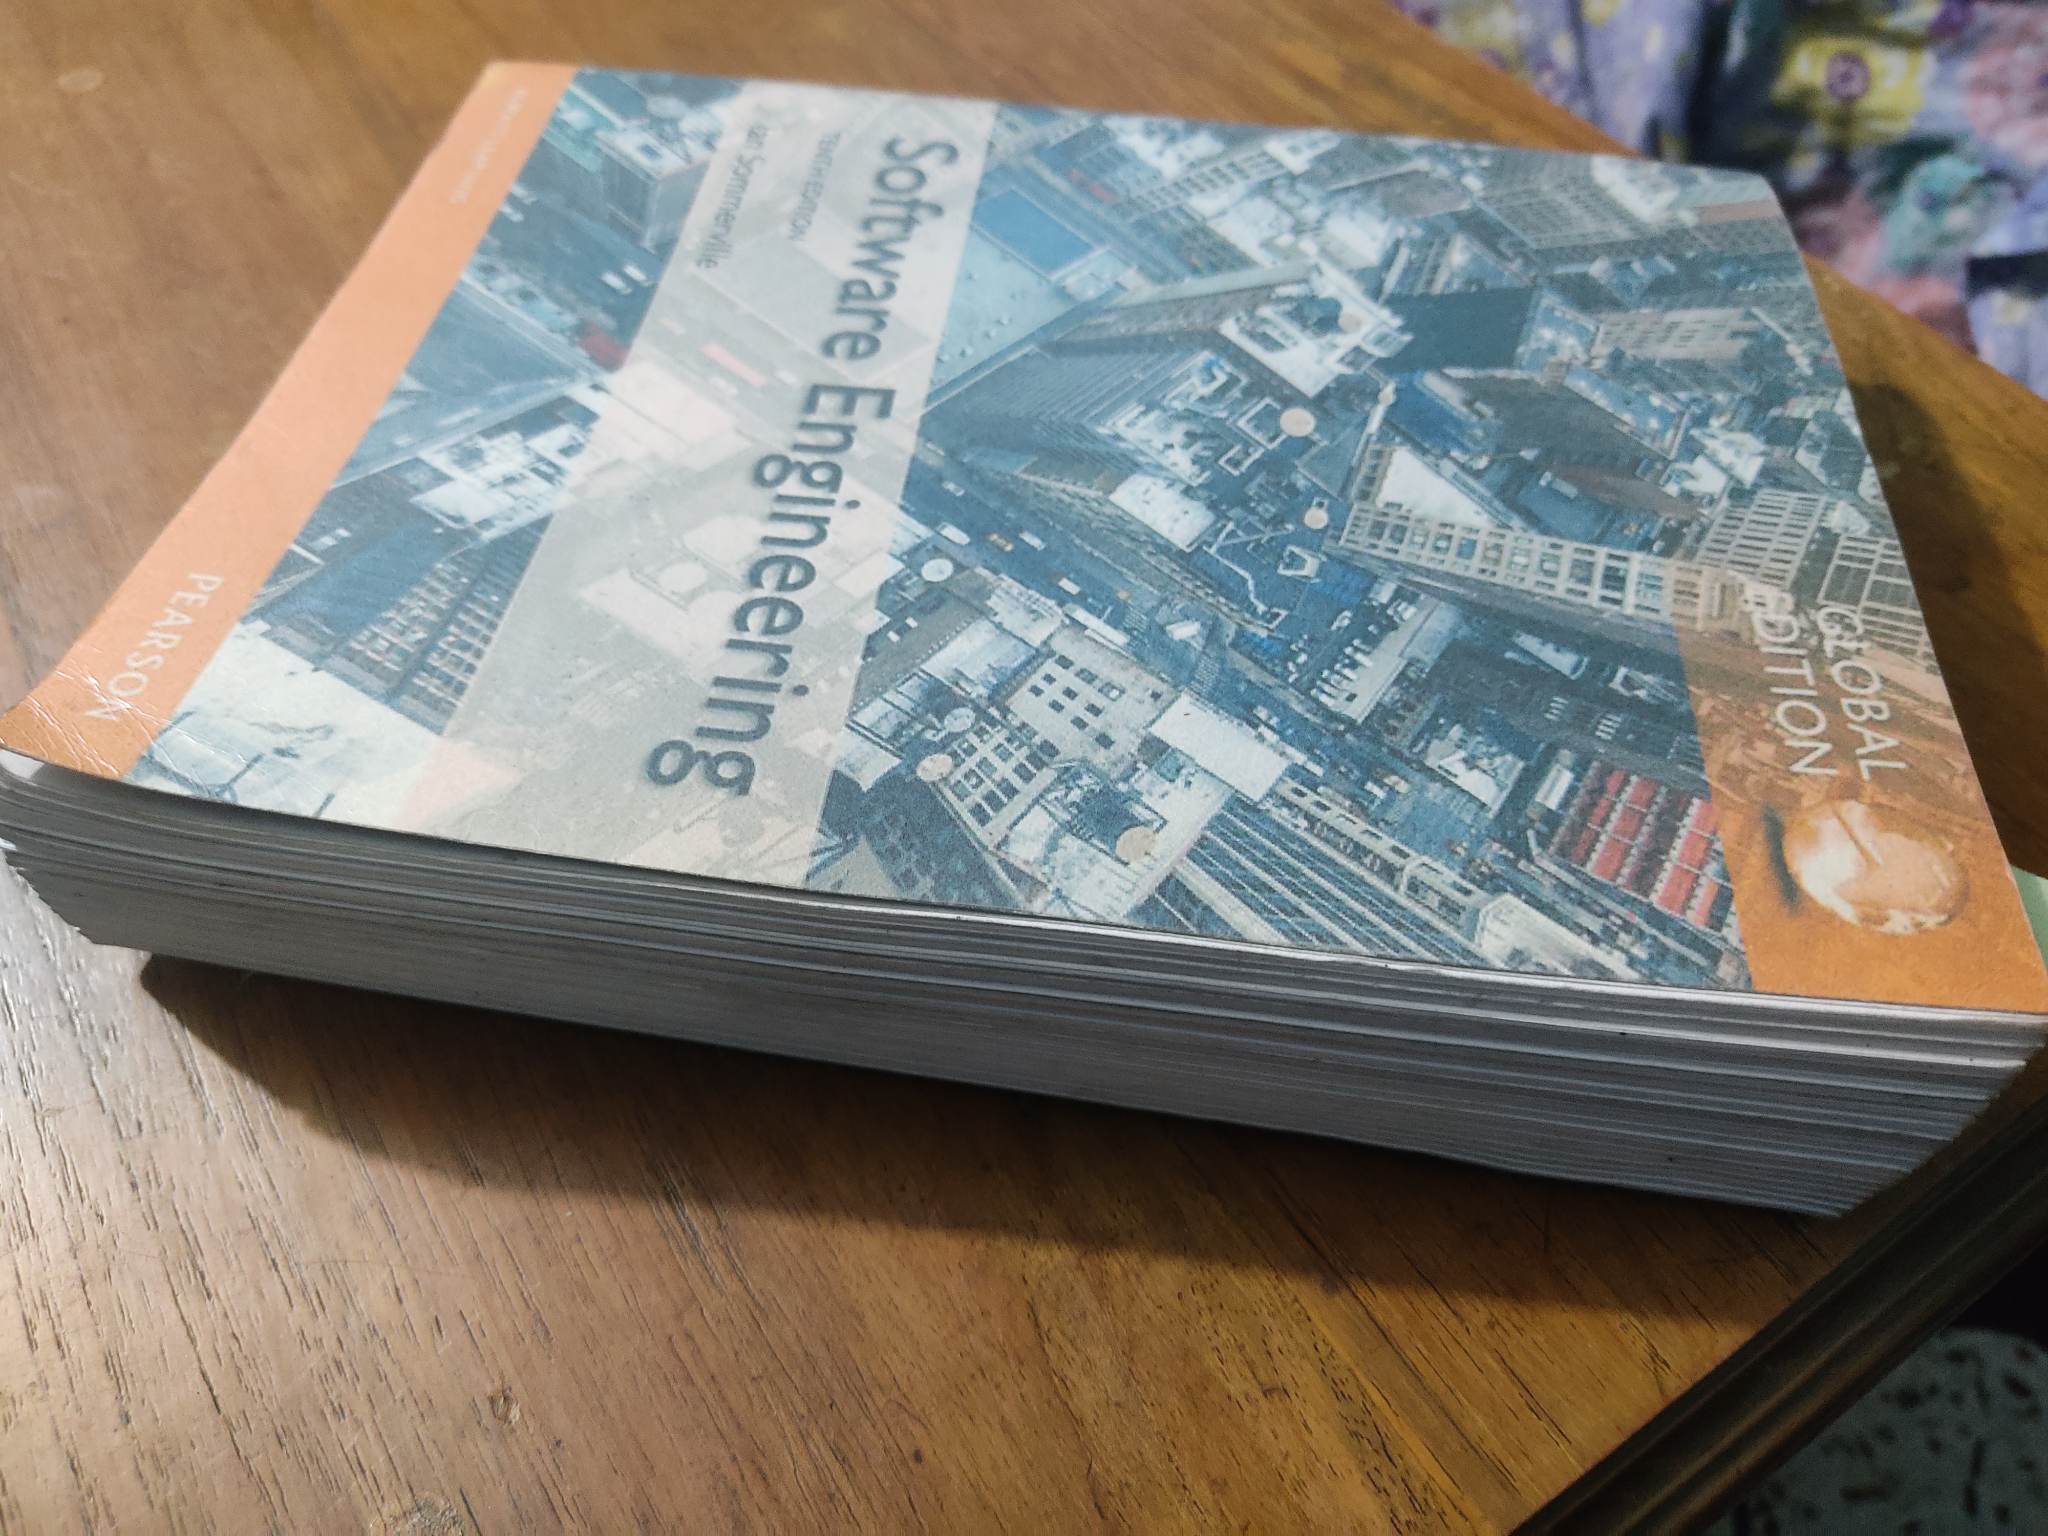 GLOBAL
EDITION
Software Engineering
TENTH EDITION
Ian Sommerville
PEARSON